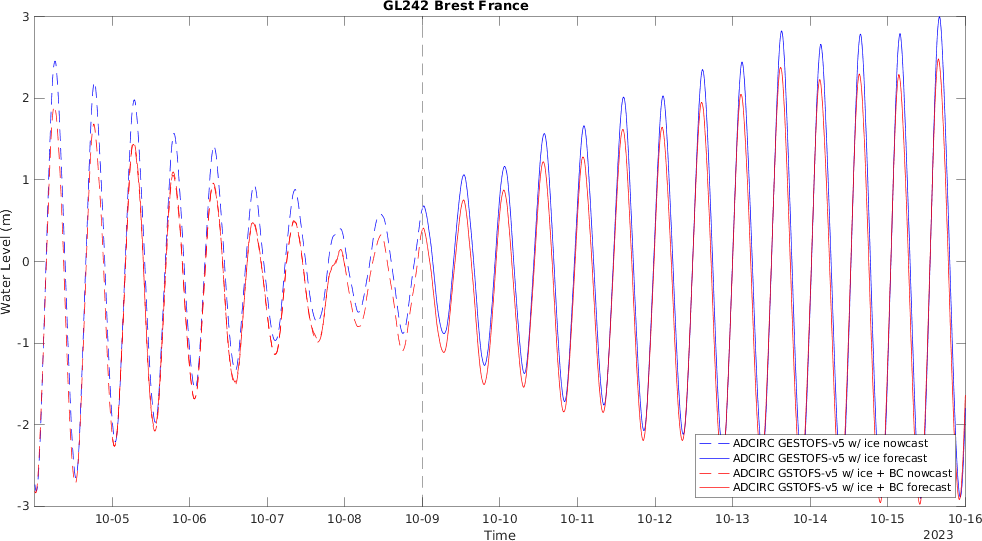 GL242 Brest France
3
2
1
0
-1
-2
-3
Water Level (m)
ADCIRC GESTOFS-v5 w/ ice nowcast
ADCIRC GESTOFS-v5 w/ ice forecast
ADCIRC GSTOFS-v5 w/ ice + BC nowcast
ADCIRC GSTOFS-v5 w/ ice + BC forecast
10-05 10-06 10-07 10-08 10-09 10-10 10-11 10-12 10-13 10-14 10-15 10-16
Time
2023